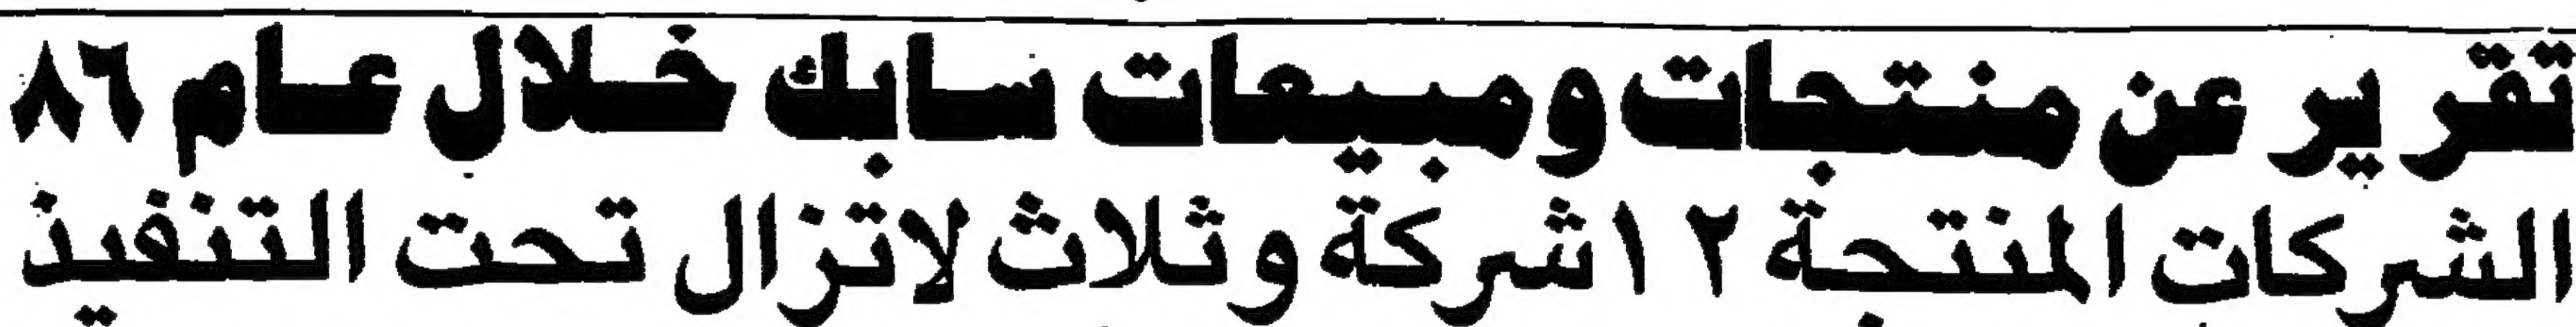 تقرير عن منتجات ومبيعات سابك خلال عام ٨٦
الشركات المنتجة ١٢ شركة وثلاث لاتزال تحت التنفيذ